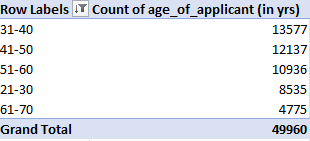 Row Labels Count of age_of_applicant (in yrs)
31-40 13577
41-50 12137
51-60 10936
21-30 8535
61-70 4775
Grand Total 49960